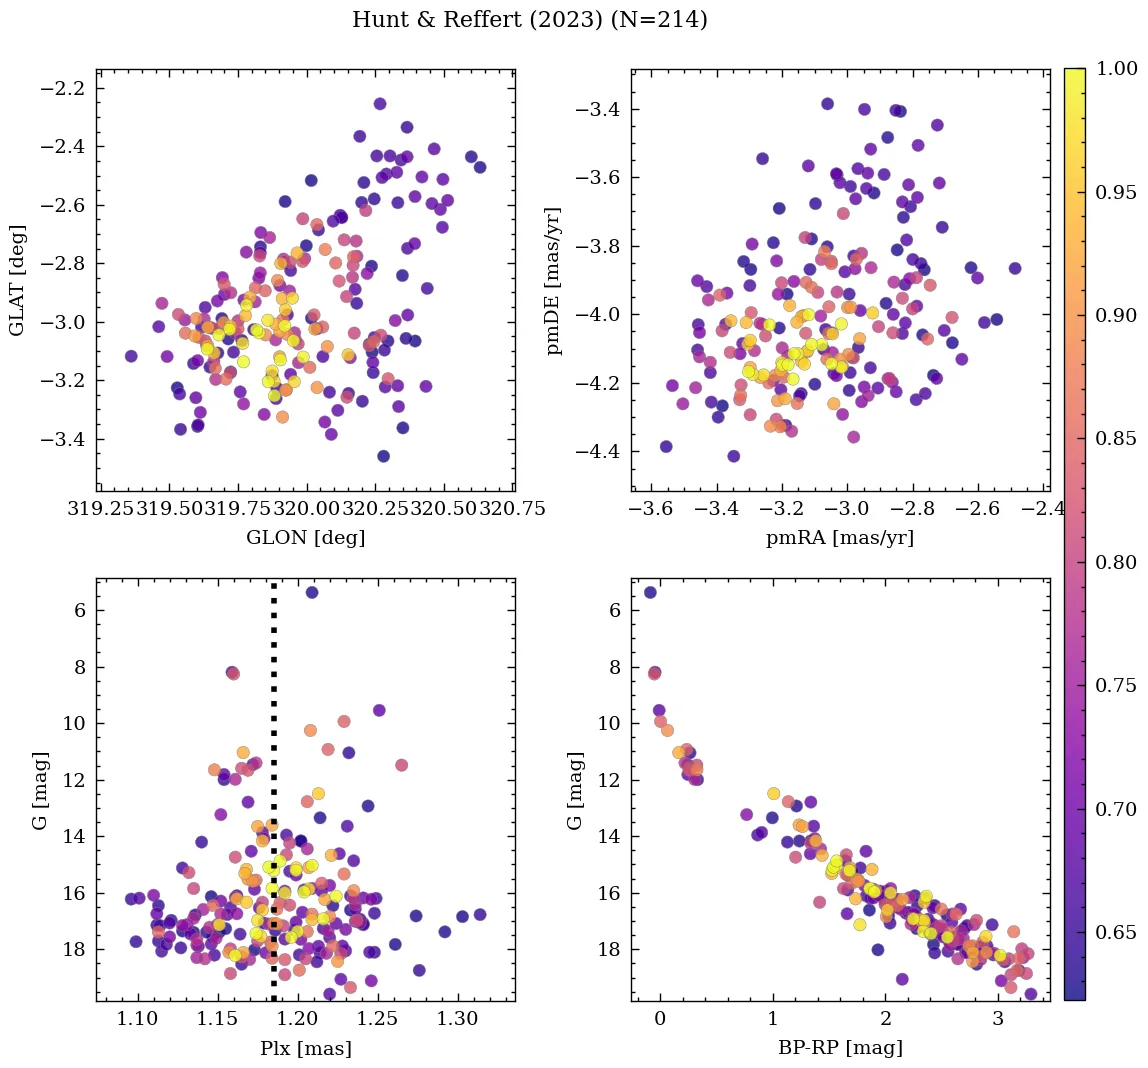 Hunt & Reffert (2023) (N=214)
−2.2
−2.4
−2.6
−2.8
−3.0
−3.2
−3.4
GLAT [deg]
319.25 319.50 319.75 320.00 320.25 320.50 320.75
GLON [deg]
−3.4
−3.6
−3.8
−4.0
−4.2
−4.4
pmDE [mas/yr]
−3.6 −3.4 −3.2 −3.0 −2.8 −2.6 −2.4
pmRA [mas/yr]
6
8
10
12
14
16
18
G [mag]
1.10 1.15 1.20 1.25 1.30
Plx [mas]
6
8
10
12
14
16
18
G [mag]
0 1 2 3
BP-RP [mag]
1.00
0.95
0.90
0.85
0.80
0.75
0.70
0.65